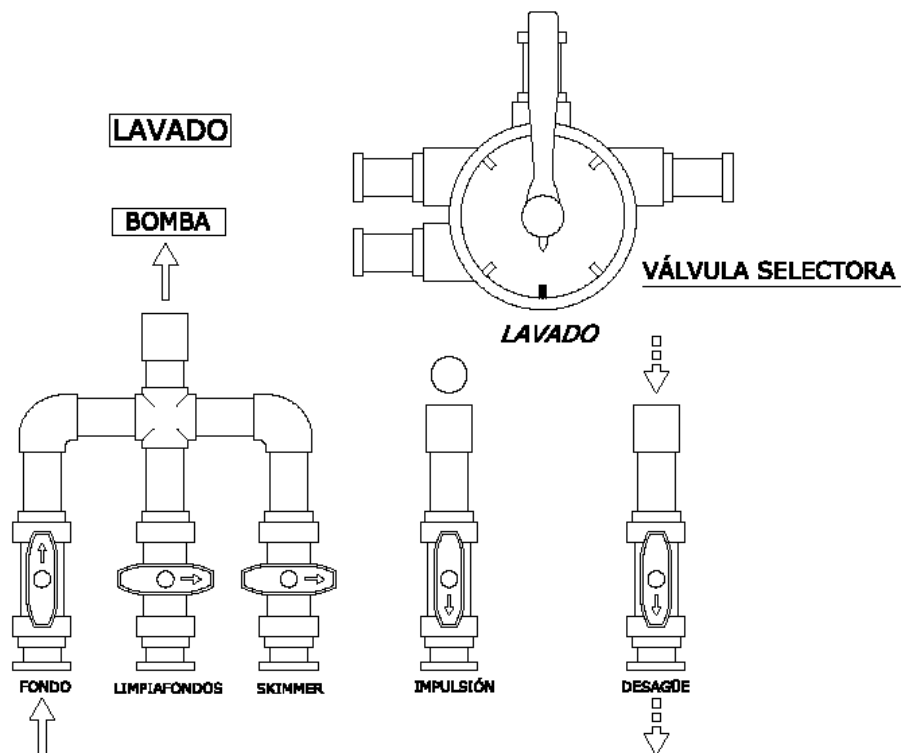 LAVADO
BOMBA
VÁLVULA SELECTORA
LAVADO
FONDO
LIMPIAFONDOS
SKIMMER
IMPULSIÓN
DESAGÜE